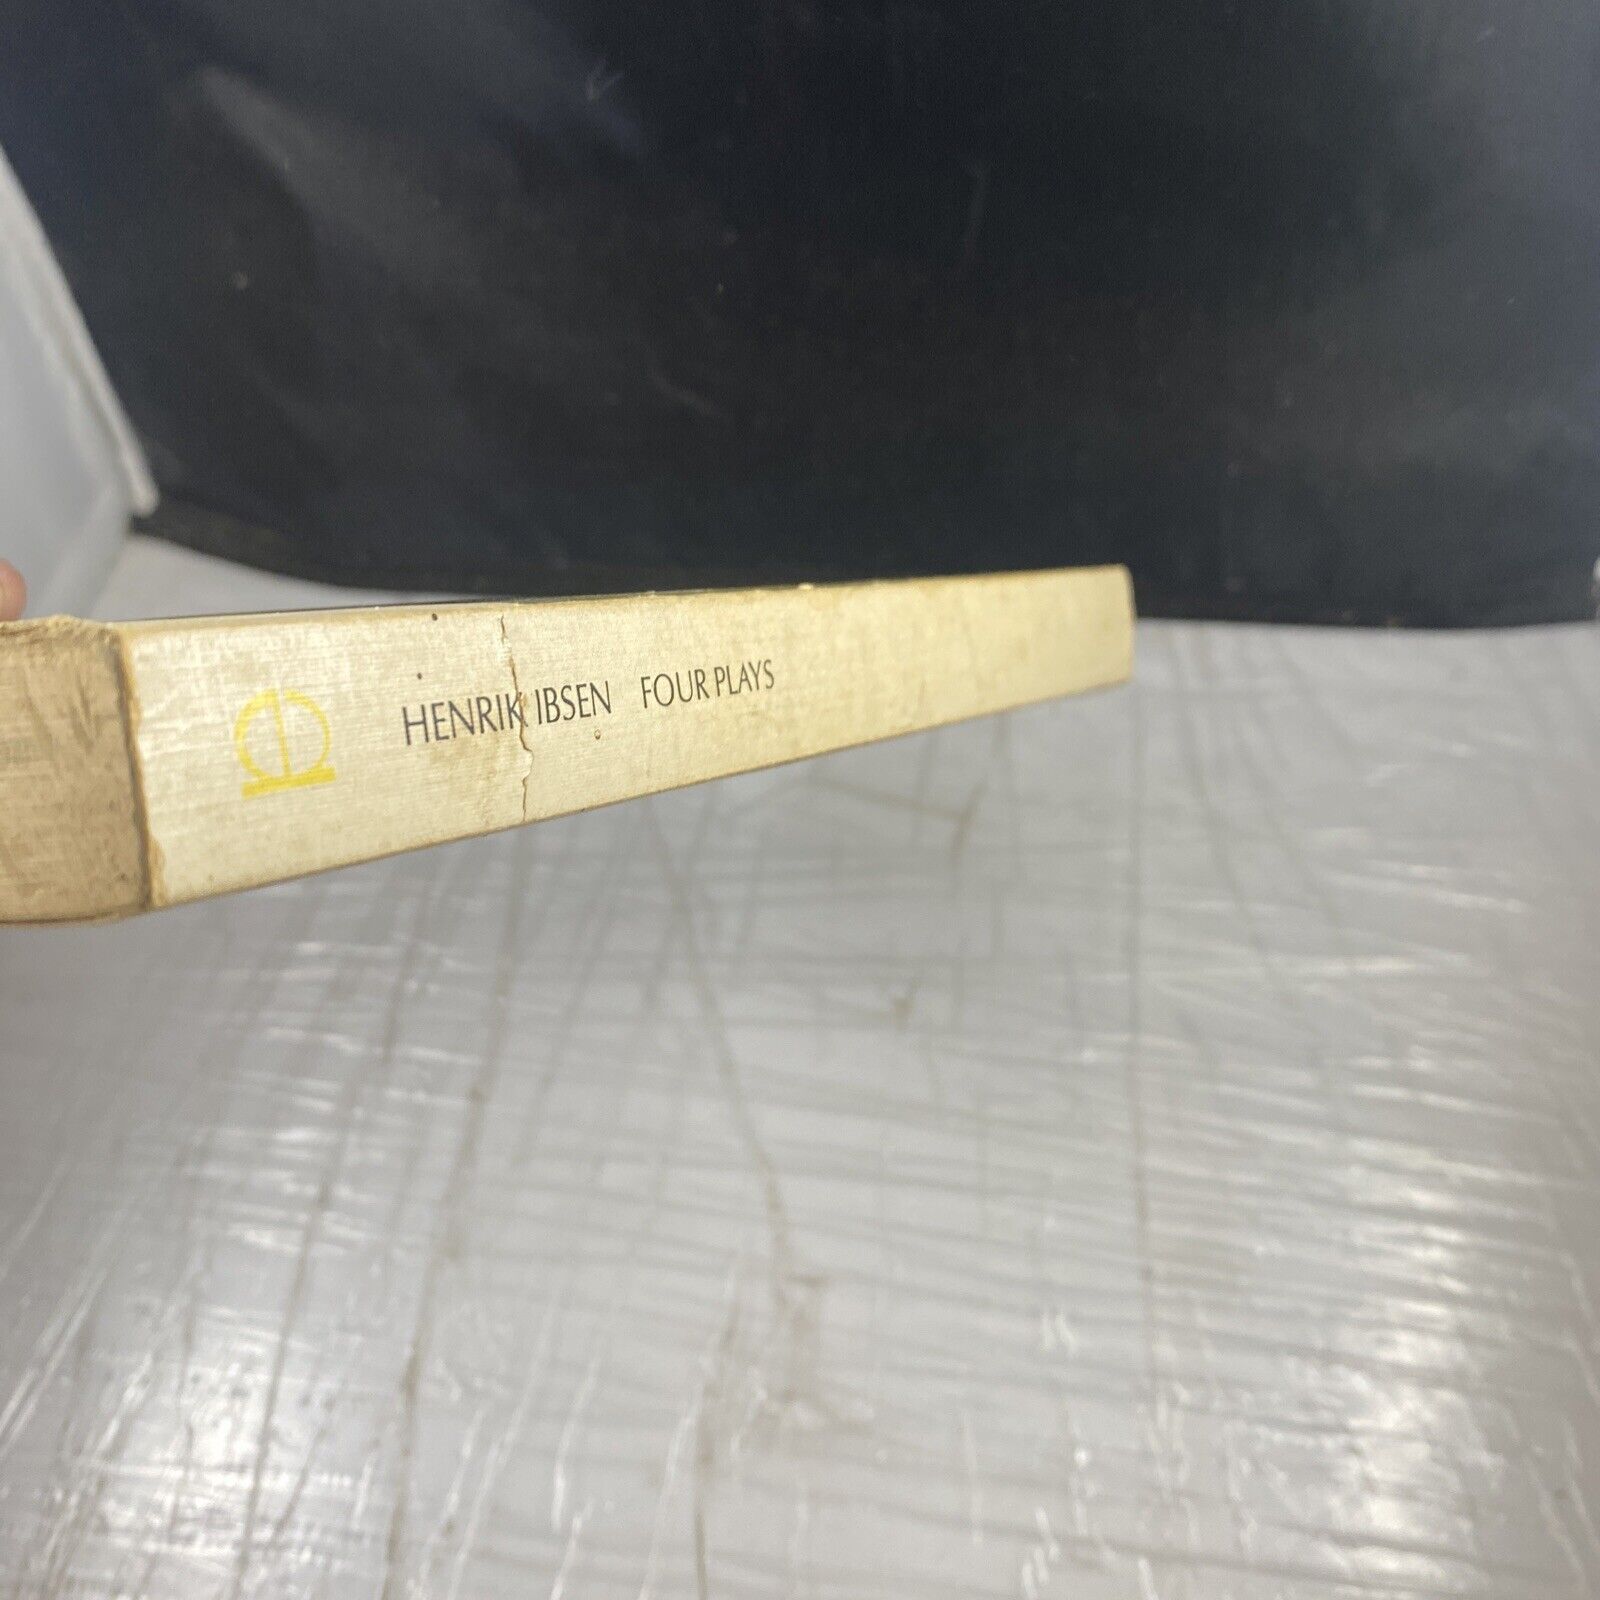 HENRIK IBSEN FOUR PLAYS